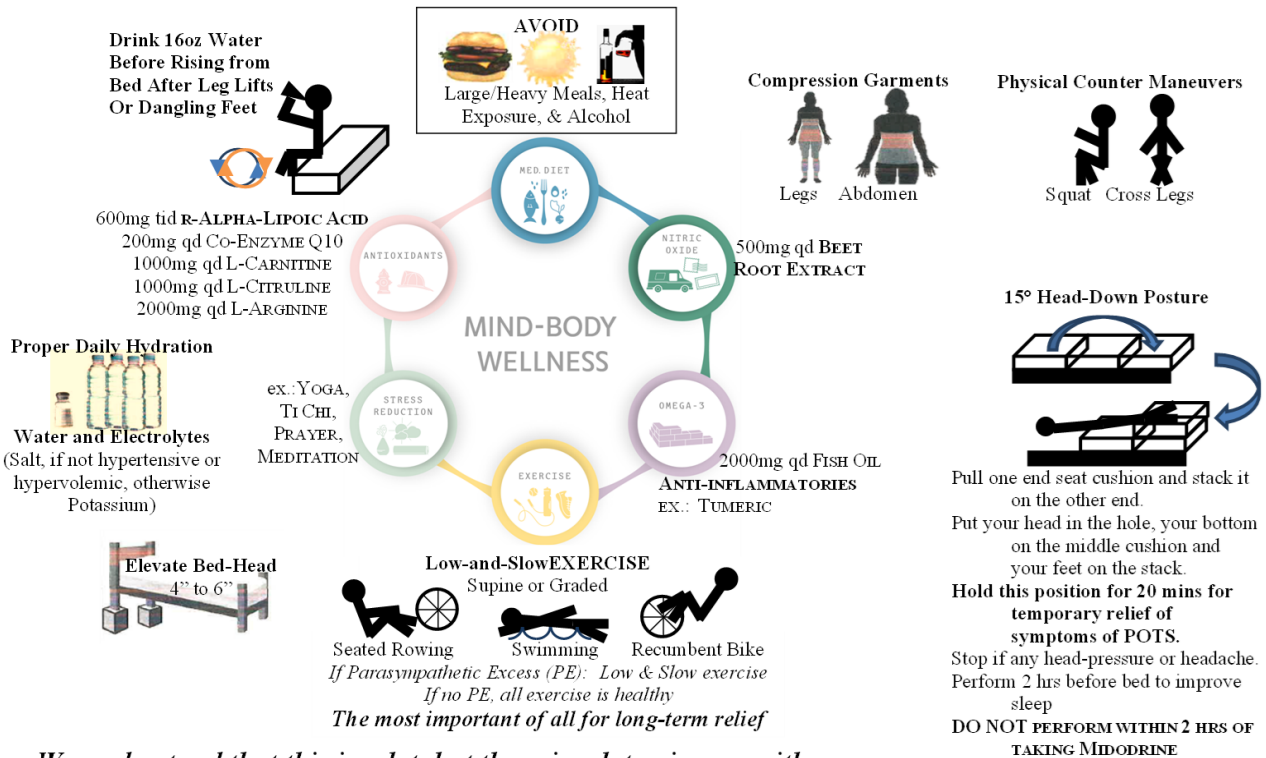 Drink 16oz Water
Before Rising from
Bed After Leg Lifts
Or Dangling Feet
AVOID
Large/Heavy Meals, Heat
Exposure, & Alcohol
Compression Garments
Legs Abdomen
Physical Counter Maneuvers
Squat Cross Legs
MED. DIET
600mg tid R-ALPHA-LIPOIC ACID
200mg qd CO-ENZYME Q10
1000mg qd L-CARNITINE
1000mg qd L-CITRULINE
2000mg qd L-ARGININE
ANTIOXIDANTS
NITRIC
OXIDE
500mg qd BEET
ROOT EXTRACT
MIND-BODY
WELLNESS
15° Head-Down Posture
Proper Daily Hydration
Water and Electrolytes
(Salt, if not hypertensive or
hypervolemic, otherwise
Potassium)
ex.: YOGA,
TI CHI,
PRAYER,
MEDITATION
STRESS
REDUCTION
OMEGA-3
2000mg qd FISH OIL
ANTI-INFLAMMATORIES
EX.: TUMERIC
EXERCISE
Elevate Bed-Head
4” to 6”
Low-and-SlowEXERCISE
Supine or Graded
Seated Rowing Swimming Recumbent Bike
If Parasympathetic Excess (PE): Low & Slow exercise
If no PE, all exercise is healthy
The most important of all for long-term relief
Pull one end seat cushion and stack it
on the other end.
Put your head in the hole, your bottom
on the middle cushion and
your feet on the stack.
Hold this position for 20 mins for
temporary relief of
symptoms of POTS.
Stop if any head-pressure or headache.
Perform 2 hrs before bed to improve
sleep
DO NOT PERFORM WITHIN 2 HRS OF
TAKING MIDODRINE